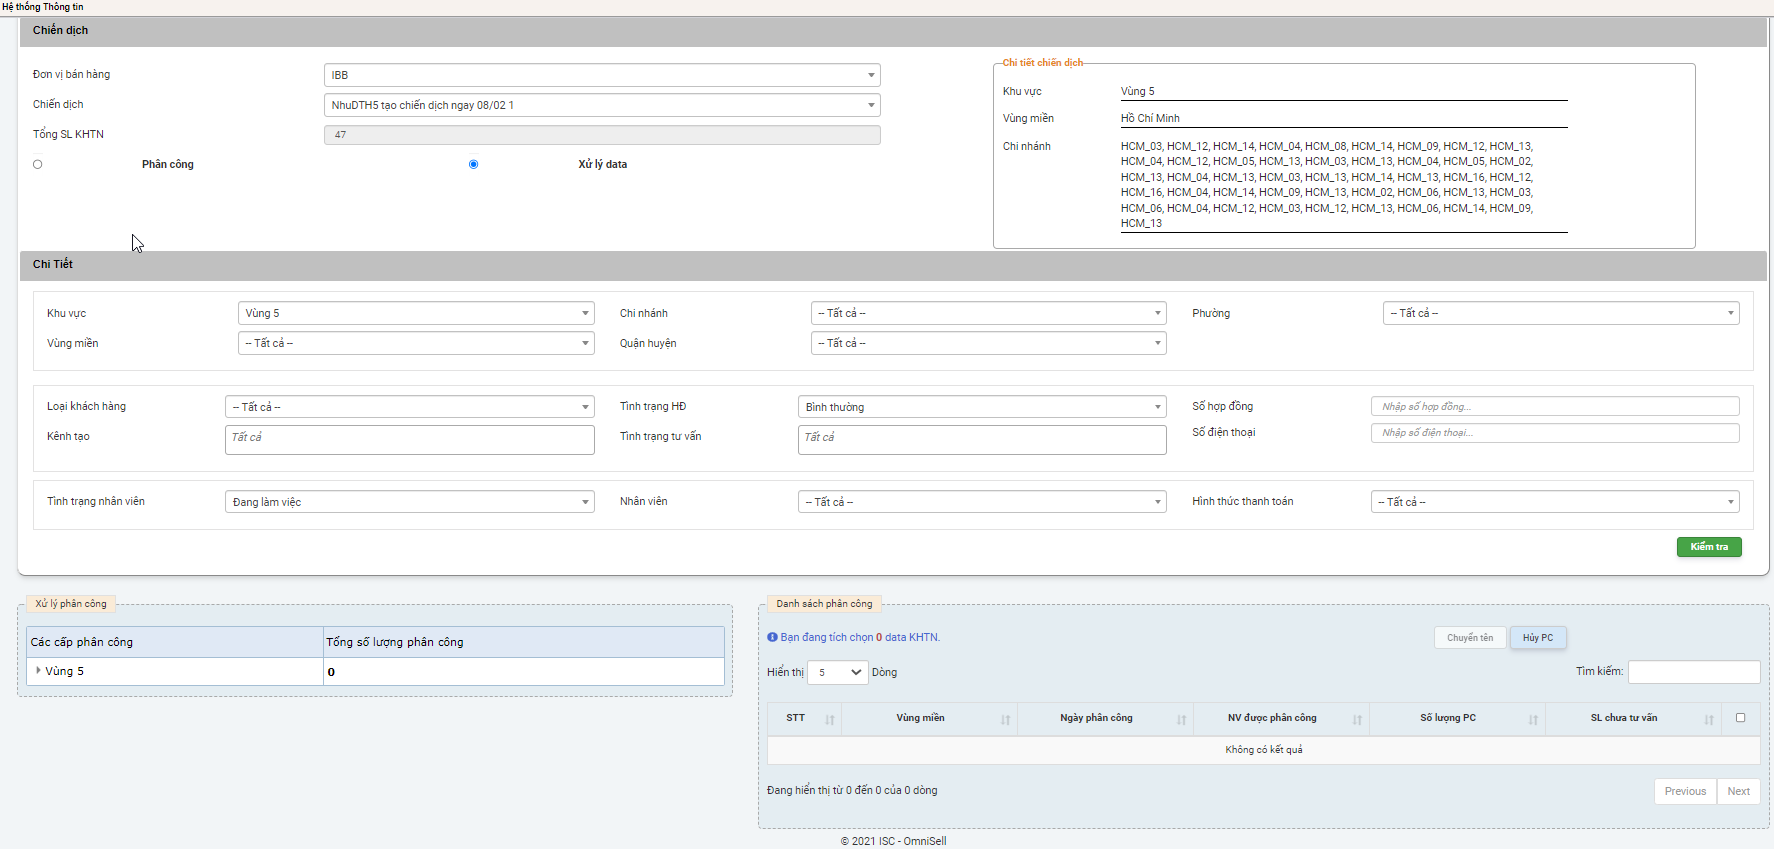 Hệ thống Thông tin
Chiến dịch
Đơn vị bán hàng
IBB
Chiến dịch
NhuDTH5 tạo chiến dịch ngay 08/02 1
Tổng SL KHTN
47
Phân công
Xử lý data
Chi tiết chiến dịch
Khu vực
Vùng 5
Vùng miền
Hồ Chí Minh
Chi nhánh
HCM_03, HCM_12, HCM_14, HCM_04, HCM_08, HCM_14, HCM_09, HCM_12, HCM_13,
HCM_04, HCM_12, HCM_05, HCM_13, HCM_03, HCM_13, HCM_04, HCM_05, HCM_02,
HCM_13, HCM_04, HCM_13, HCM_03, HCM_13, HCM_14, HCM_13, HCM_16, HCM_12,
HCM_16, HCM_04, HCM_14, HCM_09, HCM_13, HCM_02, HCM_06, HCM_13, HCM_03,
HCM_06, HCM_04, HCM_12, HCM_03, HCM_12, HCM_13, HCM_06, HCM_14, HCM_09,
HCM_13
Chi Tiết
Khu vực
Vùng 5
Chi nhánh
-- Tất cả --
Phường
-- Tất cả --
Vùng miền
-- Tất cả --
Quận huyện
-- Tất cả --
Loại khách hàng
-- Tất cả --
Tình trạng HĐ
Bình thường
Số hợp đồng
Nhập số hợp đồng...
Kênh tạo
Tất cả
Tình trạng tư vấn
Tất cả
Số điện thoại
Nhập số điện thoại...
Tình trạng nhân viên
Đang làm việc
Nhân viên
-- Tất cả --
Hình thức thanh toán
-- Tất cả --
Kiểm tra
Xử lý phân công
Các cấp phân công
Tổng số lượng phân công
Vùng 5
0
Danh sách phân công
Bạn đang tích chọn 0 data KHTN.
Chuyển tên
Hủy PC
Hiển thị 5 Dòng
Tìm kiếm:
STT
Vùng miền
Ngày phân công
NV được phân công
Số lượng PC
SL chưa tư vấn
Không có kết quả
Đang hiển thị từ 0 đến 0 của 0 dòng
Previous
Next
© 2021 ISC - OmniSell